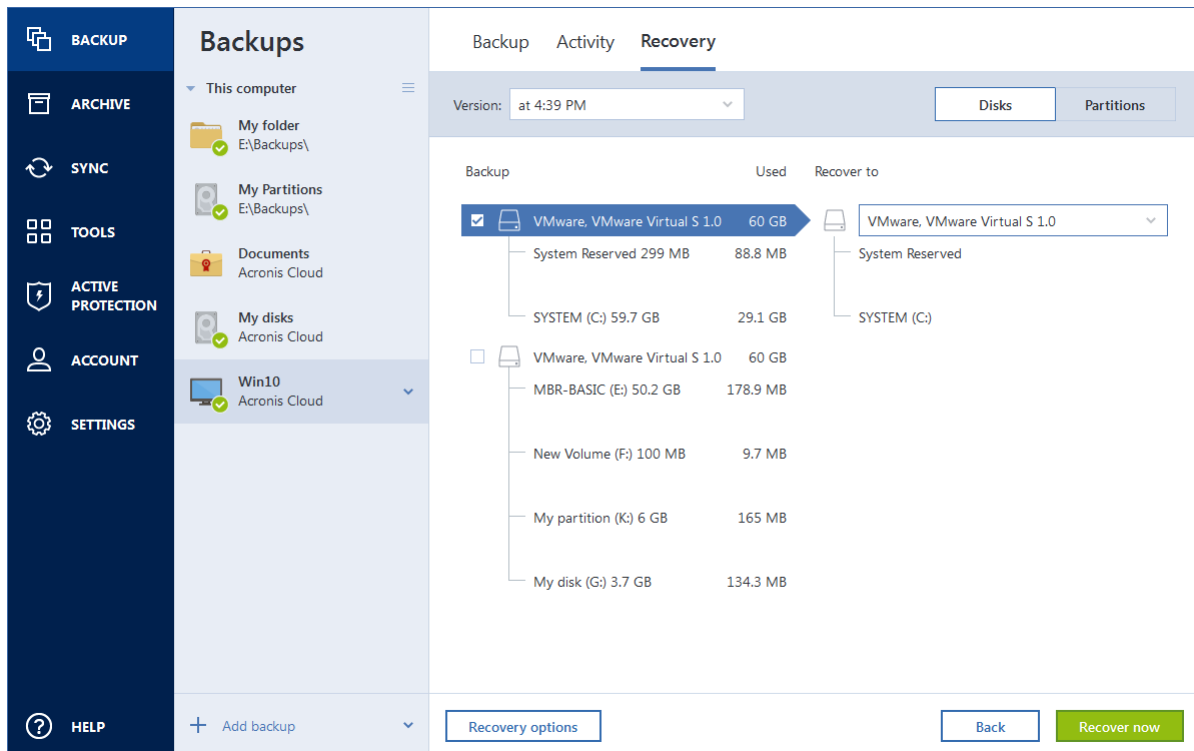 BACKUP
ARCHIVE
SYNC
TOOLS
ACTIVE
PROTECTION
ACCOUNT
SETTINGS
HELP
Backups
This computer
My folder
E:\Backups\
My Partitions
E:\Backups\
Documents
Acronis Cloud
My disks
Acronis Cloud
Win10
Acronis Cloud
Add backup
Backup Activity Recovery
Version: at 4:39 PM Disks Partitions
Backup Used Recover to
VMware, VMware Virtual S 1.0 60 GB VMware, VMware Virtual S 1.0
System Reserved 299 MB 88.8 MB System Reserved
SYSTEM (C:) 59.7 GB 29.1 GB SYSTEM (C:)
VMware, VMware Virtual S 1.0 60 GB
MBR-BASIC (E:) 50.2 GB 178.9 MB
New Volume (F:) 100 MB 9.7 MB
My partition (K:) 6 GB 165 MB
My disk (G:) 3.7 GB 134.3 MB
Recovery options Back Recover now